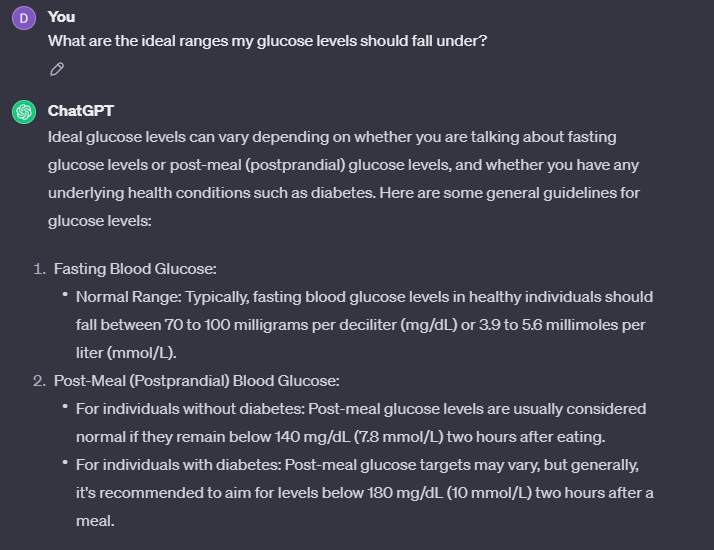 D
You
What are the ideal ranges my glucose levels should fall under?
ChatGPT
Ideal glucose levels can vary depending on whether you are talking about fasting
glucose levels or post-meal (postprandial) glucose levels, and whether you have any
underlying health conditions such as diabetes. Here are some general guidelines for
glucose levels:
1. Fasting Blood Glucose:
• Normal Range: Typically, fasting blood glucose levels in healthy individuals should
fall between 70 to 100 milligrams per deciliter (mg/dL) or 3.9 to 5.6 millimoles per
liter (mmol/L).
2. Post-Meal (Postprandial) Blood Glucose:
• For individuals without diabetes: Post-meal glucose levels are usually considered
normal if they remain below 140 mg/dL (7.8 mmol/L) two hours after eating.
• For individuals with diabetes: Post-meal glucose targets may vary, but generally,
it's recommended to aim for levels below 180 mg/dL (10 mmol/L) two hours after a
meal.